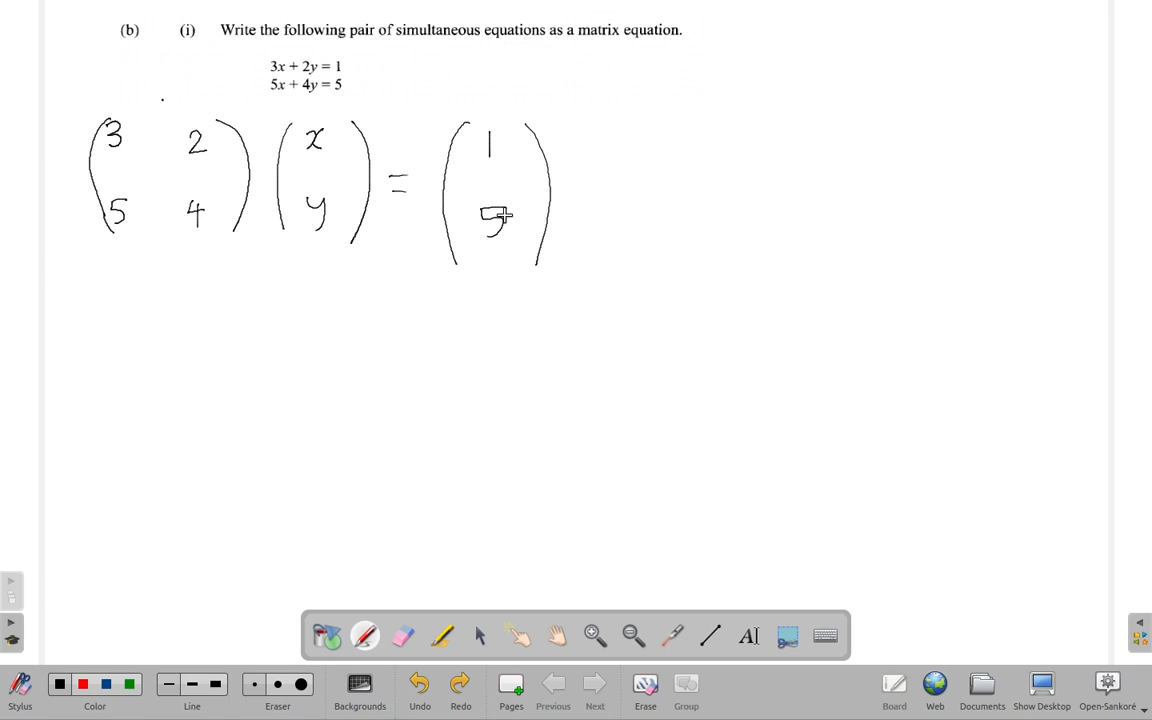 (b) (i) Write the following pair of simultaneous equations as a matrix equation.
3x + 2y = 1
5x + 4y = 5
3 2 x = 1
5 4 y 5
Stylus Color Line Eraser Backgrounds Undo Redo Pages Previous Next Erase Group Board Web Documents Show Desktop Open-Sankoré